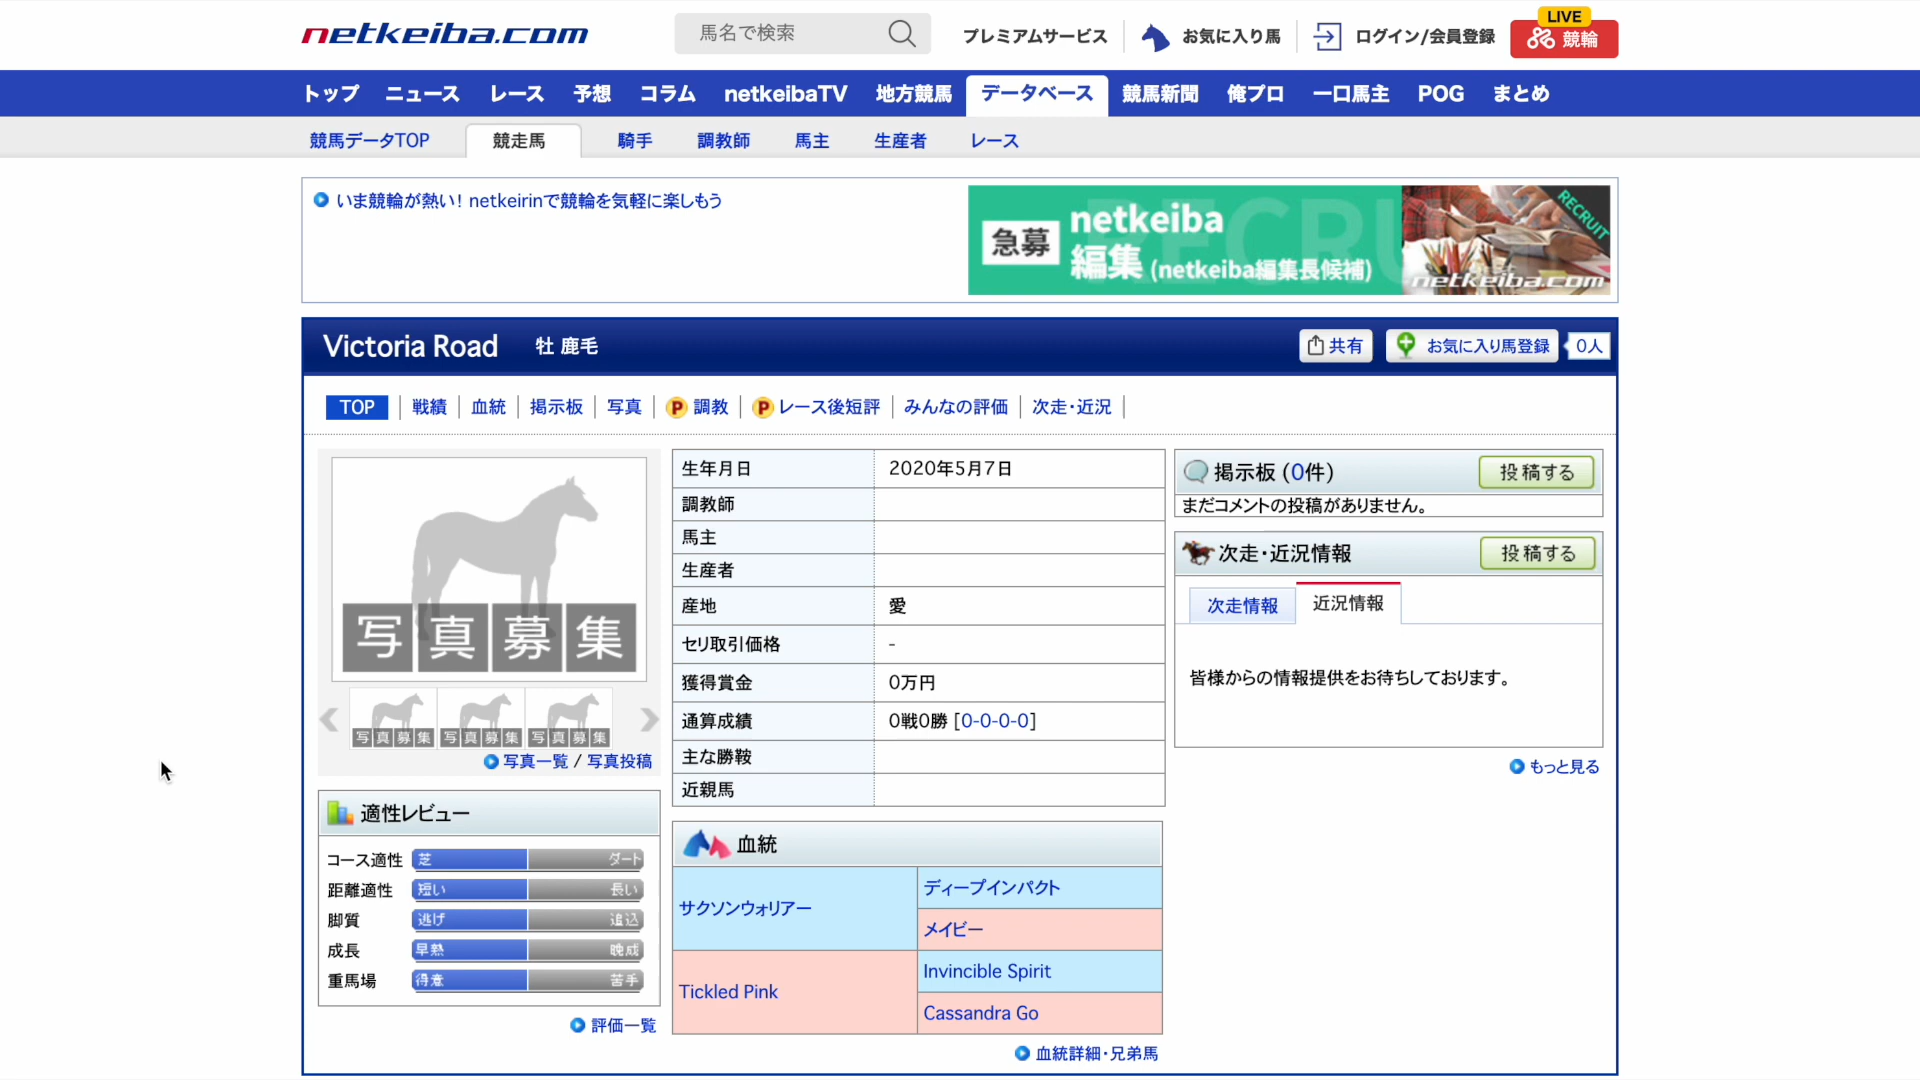 netkeiba.com
馬名で検索
プレミアムサービス
お気に入り馬
ログイン/会員登録
LIVE
競輪
トップ ニュース レース 予想 コラム netkeibaTV 地方競馬 データベース 競馬新聞 俺プロ 一口馬主 POG まとめ
競馬データTOP 競走馬 騎手 調教師 馬主 生産者 レース
いま競輪が熱い! netkeirinで競輪を気軽に楽しもう
急募
netkeiba
編集 (netkeiba編集長候補)
RECRUIT
RECRUIT
netkeiba.com
Victoria Road 牡 鹿毛
共有
お気に入り馬登録
0人
TOP 戦績 血統 掲示板 写真 P 調教 P レース後短評 みんなの評価 次走・近況
写真募集
写真募集 写真募集 写真募集
写真一覧 / 写真投稿
適性レビュー
コース適性 芝 ダート
距離適性 短い 長い
脚質 逃げ 追込
成長 早熟 晩成
重馬場 得意 苦手
評価一覧
生年月日 2020年5月7日
調教師
馬主
生産者
産地 愛
セリ取引価格 -
獲得賞金 0万円
通算成績 0戦0勝 [0-0-0-0]
主な勝鞍
近親馬
血統
サクソンウォリアー
ディープインパクト
メイビー
Tickled Pink
Invincible Spirit
Cassandra Go
血統詳細・兄弟馬
掲示板 (0件)
投稿する
まだコメントの投稿がありません。
次走・近況情報
投稿する
次走情報 近況情報
皆様からの情報提供をお待ちしております。
もっと見る